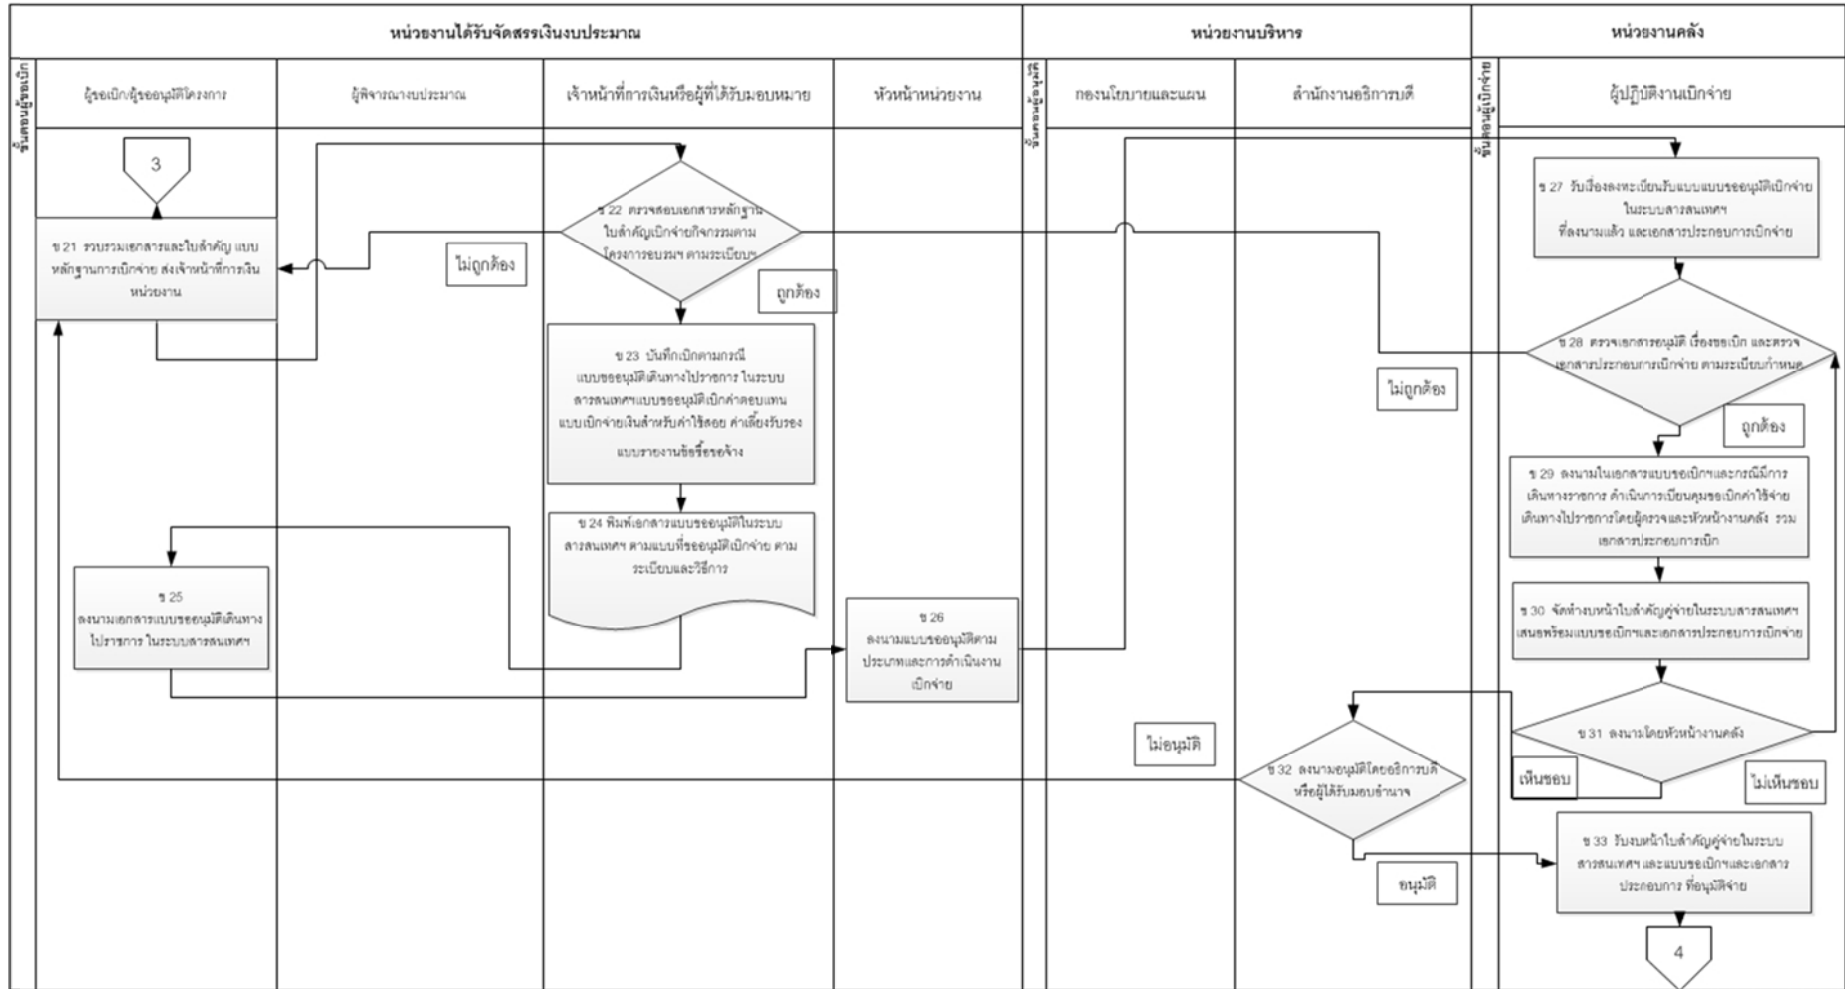 หน่วยงานได้รับจัดสรรเงินงบประมาณ
หน่วยงานบริหาร
หน่วยงานคลัง
ขั้นตอนผู้ขอเบิก
ผู้ขอเบิก/ผู้ขออนุมัติโครงการ
ผู้พิจารณางบประมาณ
เจ้าหน้าที่การเงินหรือผู้ที่ได้รับมอบหมาย
หัวหน้าหน่วยงาน
กองนโยบายและแผน
สำนักงานอธิการบดี
ขั้นตอนผู้เบิกจ่าย
ผู้ปฏิบัติงานเบิกจ่าย
3
ข 21 รวบรวมเอกสารและใบสำคัญ แบบ
หลักฐานการเบิกจ่าย ส่งเจ้าหน้าที่การเงิน
หน่วยงาน
ข 22 ตรวจสอบเอกสารหลักฐาน
ใบสำคัญเบิกจ่ายกิจกรรมตาม
โครงการอบรมฯ ตามระเบียบฯ
ไม่ถูกต้อง
ถูกต้อง
ข 23 บันทึกเบิกตามกรณี
แบบขออนุมัติเดินทางไปราชการ ในระบบ
สารสนเทศฯแบบขออนุมัติเบิกค่าตอบแทน
แบบเบิกจ่ายเงินสำหรับค่าใช้สอย ค่าเลี้ยงรับรอง
แบบรายงานข้อซื้อขอจ้าง
ข 24 พิมพ์เอกสารแบบขออนุมัติในระบบ
สารสนเทศฯ ตามแบบที่ขออนุมัติเบิกจ่าย ตาม
ระเบียบและวิธีการ
ข 25
ลงนามเอกสารแบบขออนุมัติเดินทาง
ไปราชการ ในระบบสารสนเทศฯ
ข 26
ลงนามแบบขออนุมัติตาม
ประเภทและการดำเนินงาน
เบิกจ่าย
ข 27 รับเรื่องลงทะเบียนรับแบบแบบขออนุมัติเบิกจ่าย
ในระบบสารสนเทศฯ
ที่ลงนามแล้ว และเอกสารประกอบการเบิกจ่าย
ข 28 ตรวจเอกสารอนุมัติ เรื่องขอเบิก และตรวจ
เอกสารประกอบการเบิกจ่าย ตามระเบียบกำหนด
ไม่ถูกต้อง
ถูกต้อง
ข 29 ลงนามในเอกสารแบบขอเบิกฯและกรณีมีการ
เดินทางราชการ ดำเนินการเบียนคุมขอเบิกค่าใช้จ่าย
เดินทางไปราชการโดยผู้ตรวจและหัวหน้างานคลัง รวม
เอกสารประกอบการเบิก
ข 30 จัดทำงบหน้าใบสำคัญคู่จ่ายในระบบสารสนเทศฯ
เสนอพร้อมแบบขอเบิกฯและเอกสารประกอบการเบิกจ่าย
ข 31 ลงนามโดยหัวหน้างานคลัง
เห็นชอบ
ไม่เห็นชอบ
ไม่อนุมัติ
ข 32 ลงนามอนุมัติโดยอธิการบดี
หรือผู้ได้รับมอบอำนาจ
อนุมัติ
ข 33 รับงบหน้าใบสำคัญคู่จ่ายในระบบ
สารสนเทศฯ และแบบขอเบิกฯและเอกสาร
ประกอบการ ที่อนุมัติจ่าย
4